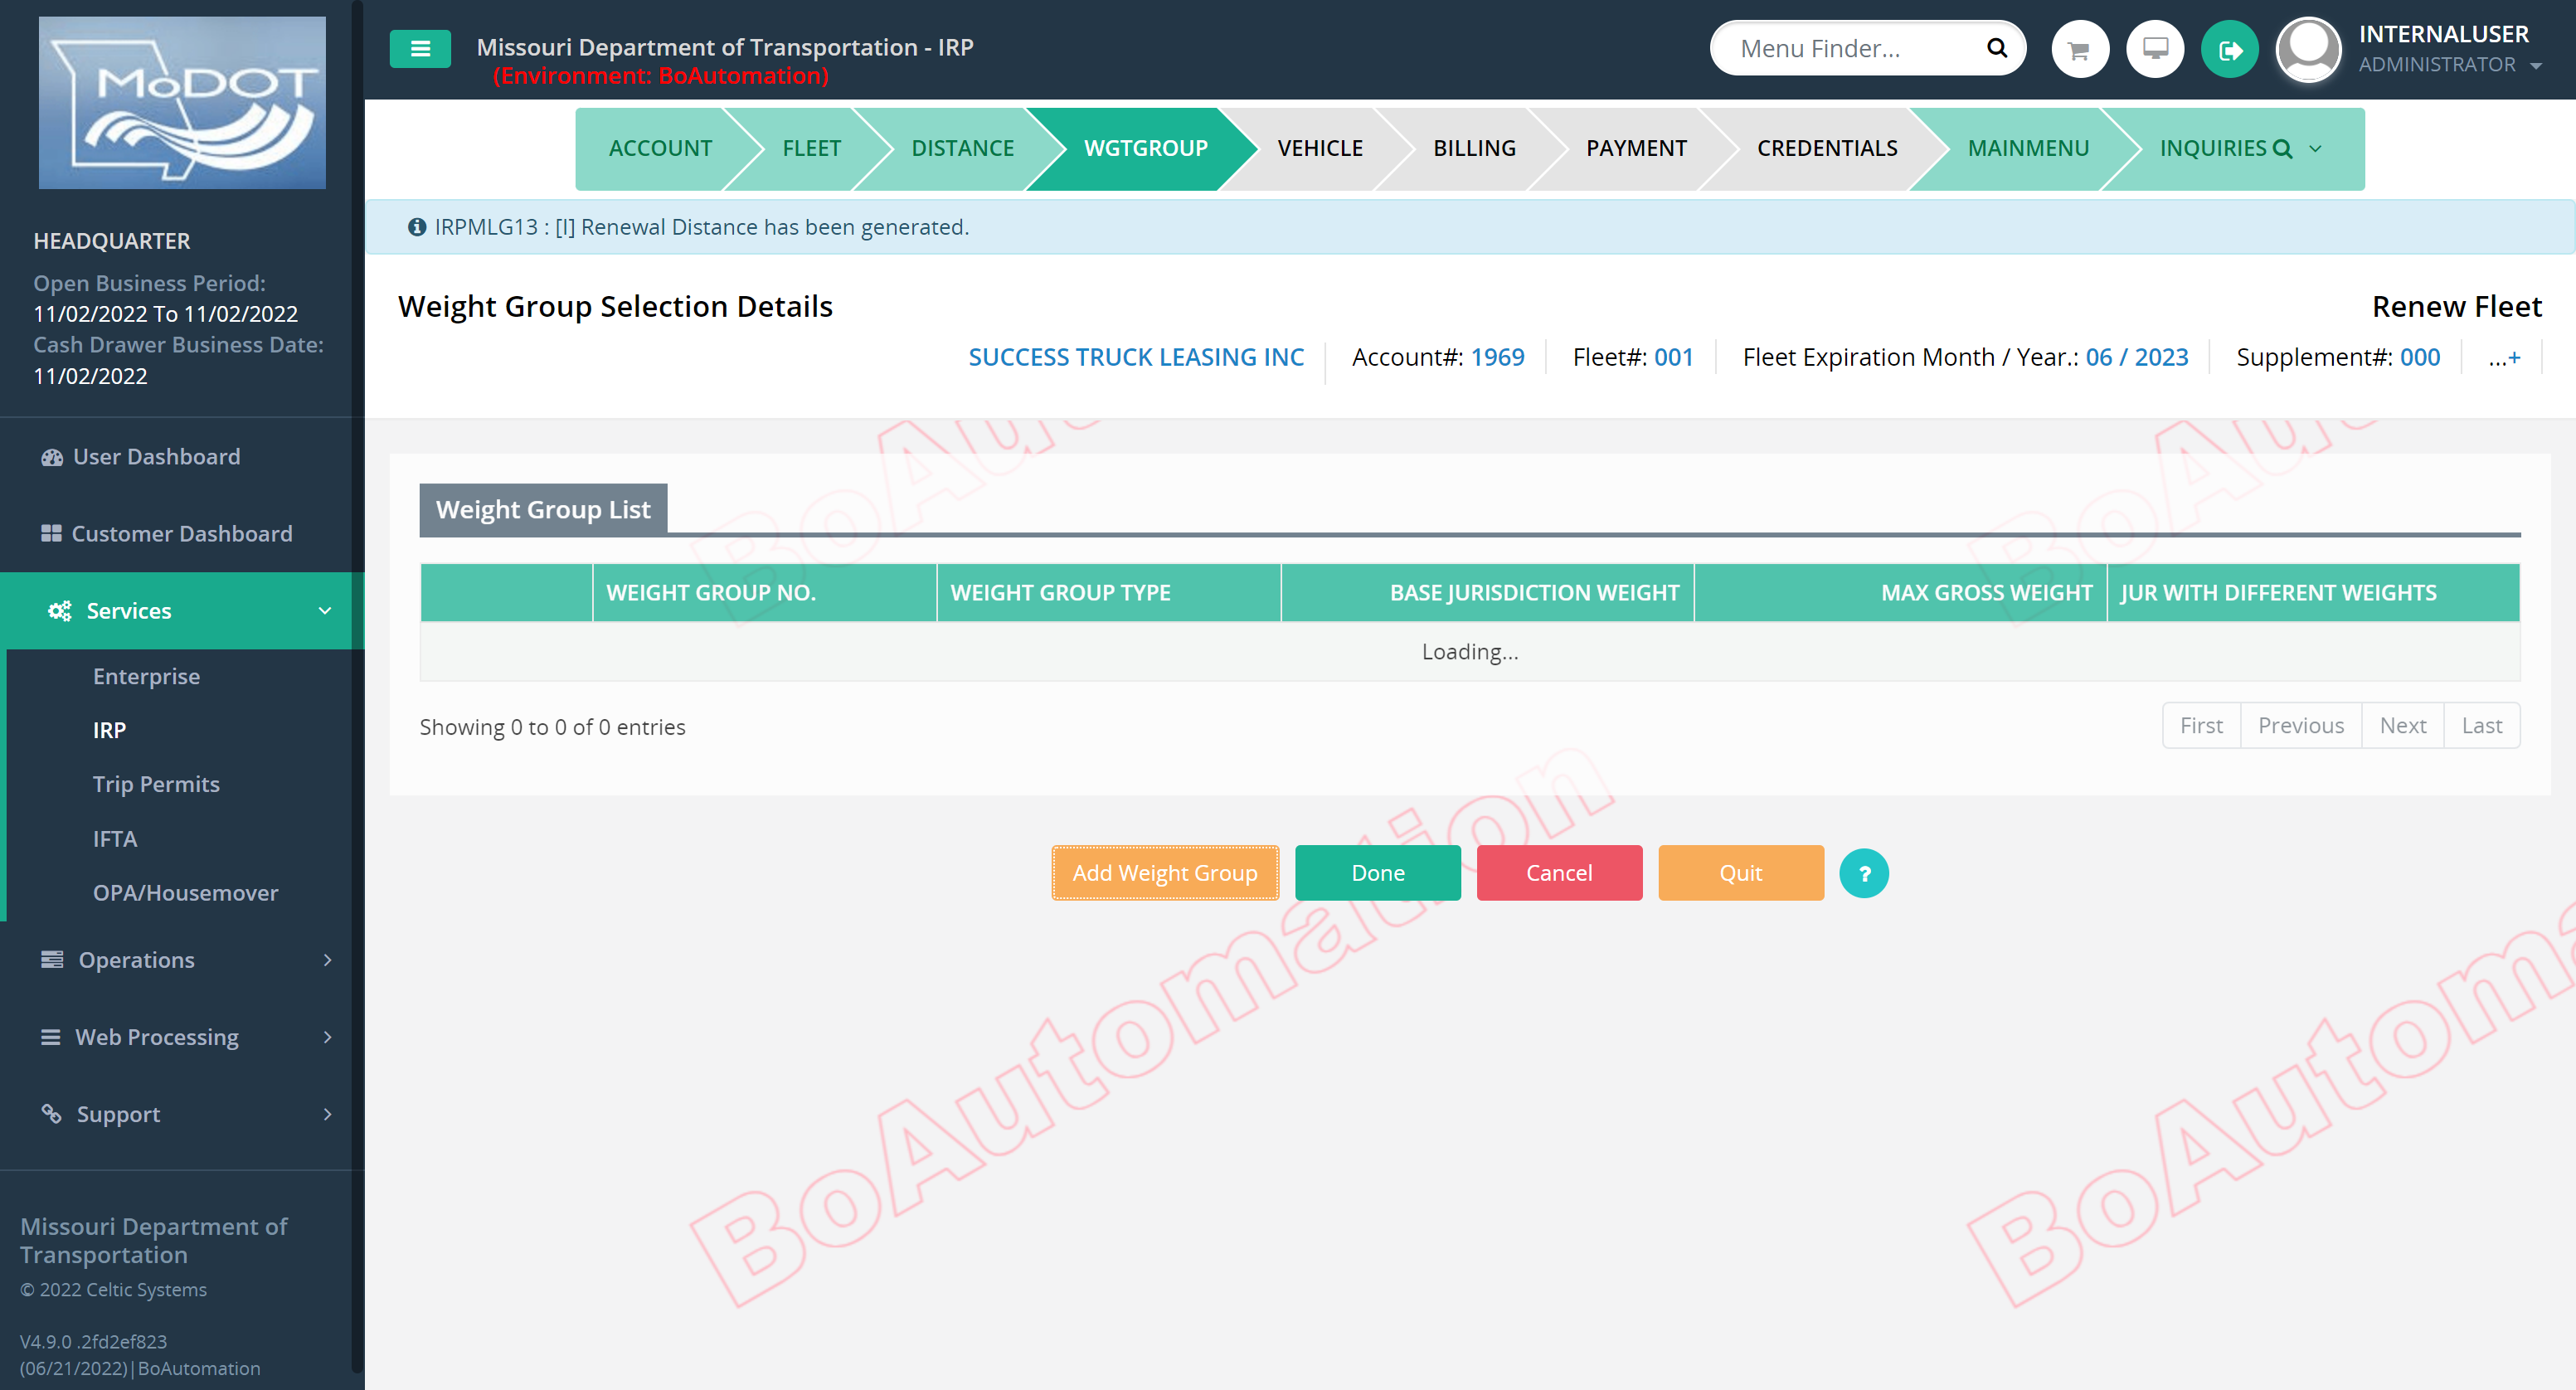 MoDOT
Missouri Department of Transportation - IRP
(Environment: BoAutomation)
Menu Finder...
INTERNALUSER
ADMINISTRATOR
ACCOUNT FLEET DISTANCE WGTGROUP VEHICLE BILLING PAYMENT CREDENTIALS MAINMENU INQUIRIES
IRPMLG13 : [I] Renewal Distance has been generated.
HEADQUARTER
Open Business Period:
11/02/2022 To 11/02/2022
Cash Drawer Business Date:
11/02/2022
User Dashboard
Customer Dashboard
Services
Enterprise
IRP
Trip Permits
IFTA
OPA/Housemover
Operations
Web Processing
Support
Missouri Department of
Transportation
© 2022 Celtic Systems
V4.9.0 .2fd2ef823
(06/21/2022)|BoAutomation
Weight Group Selection Details
Renew Fleet
SUCCESS TRUCK LEASING INC Account#: 1969 Fleet#: 001 Fleet Expiration Month / Year.: 06 / 2023 Supplement#: 000 ...+
Weight Group List
WEIGHT GROUP NO. WEIGHT GROUP TYPE BASE JURISDICTION WEIGHT MAX GROSS WEIGHT JUR WITH DIFFERENT WEIGHTS
Loading...
Showing 0 to 0 of 0 entries
First Previous Next Last
Add Weight Group Done Cancel Quit ?
BoAu
BoAu
BoAutomation
BoAutoma